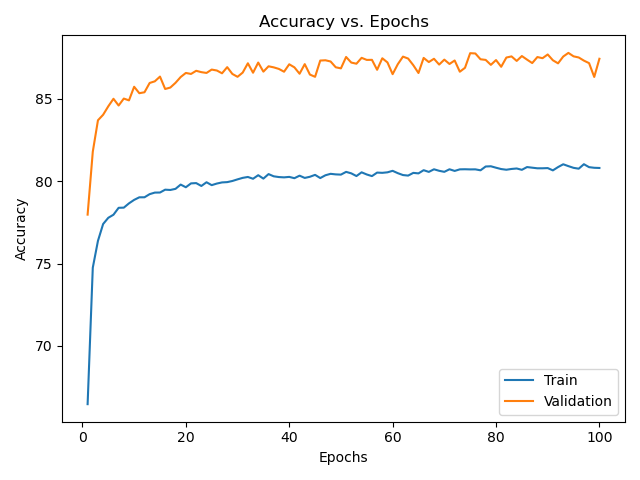 Accuracy vs. Epochs
Accuracy
85
80
75
70
0 20 40 60 80 100
Epochs
Train
Validation